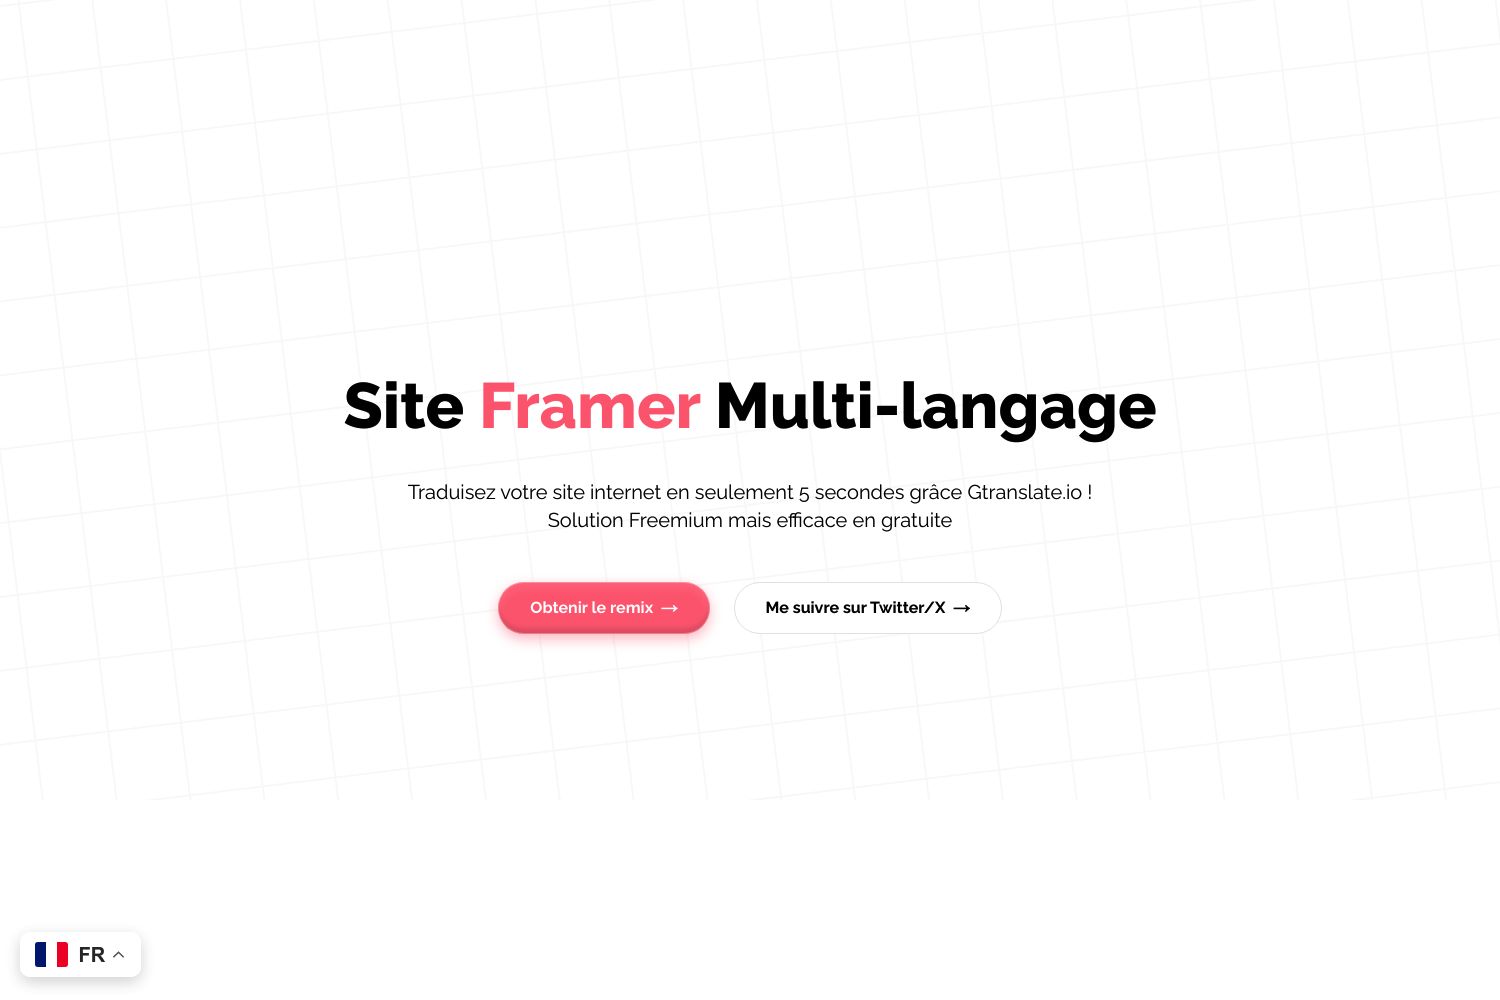 Site Framer Multi-langage
Traduisez votre site internet en seulement 5 secondes grâce Gtranslate.io !
Solution Freemium mais efficace en gratuite
Obtenir le remix →
Me suivre sur Twitter/X →
FR